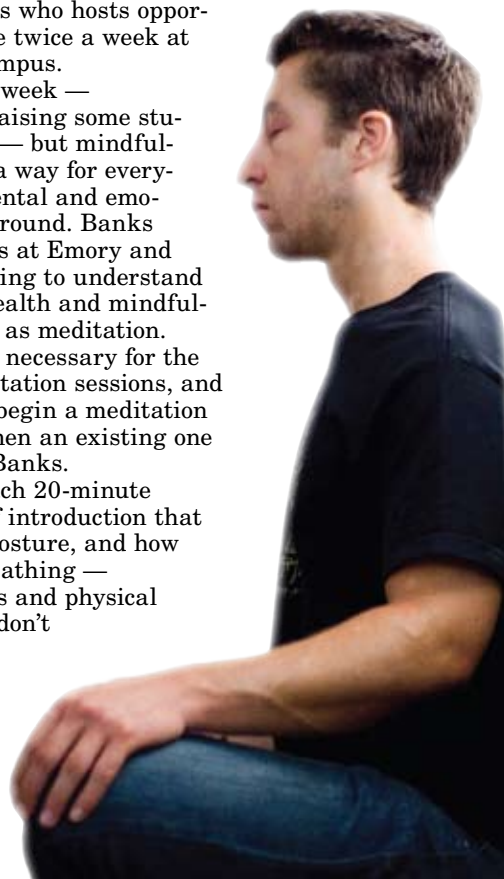 s who hosts oppor-
e twice a week at
mpus.
week —
aising some stu-
— but mindful-
a way for every-
ental and emo-
round. Banks
s at Emory and
ing to understand
ealth and mindful-
as meditation.
necessary for the
tation sessions, and
begin a meditation
hen an existing one
Banks.
ch 20-minute
f introduction that
osture, and how
athing —
s and physical
don’t